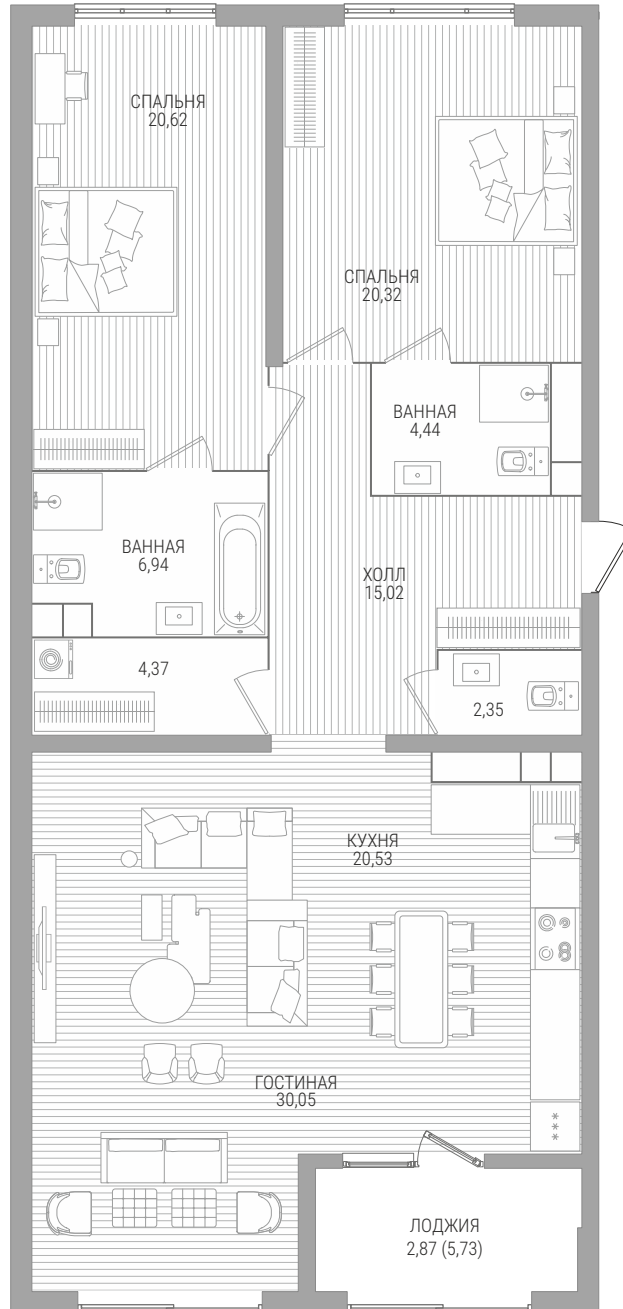 СПАЛЬНЯ
20,62
СПАЛЬНЯ
20,32
ВАННАЯ
4,44
ВАННАЯ
6,94
ХОЛЛ
15,02
4,37
2,35
КУХНЯ
20,53
ГОСТИНАЯ
30,05
ЛОДЖИЯ
2,87 (5,73)